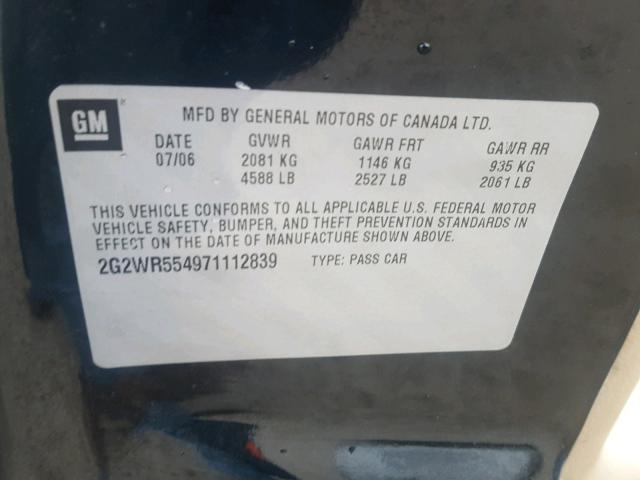 GM
MFD BY GENERAL MOTORS OF CANADA LTD.
DATE GVWR GAWR FRT GAWR RR
07/06 2081 KG 1146 KG 935 KG
4588 LB 2527 LB 2061 LB
THIS VEHICLE CONFORMS TO ALL APPLICABLE U.S. FEDERAL MOTOR
VEHICLE SAFETY, BUMPER, AND THEFT PREVENTION STANDARDS IN
EFFECT ON THE DATE OF MANUFACTURE SHOWN ABOVE.
2G2WR554971112839 TYPE: PASS CAR